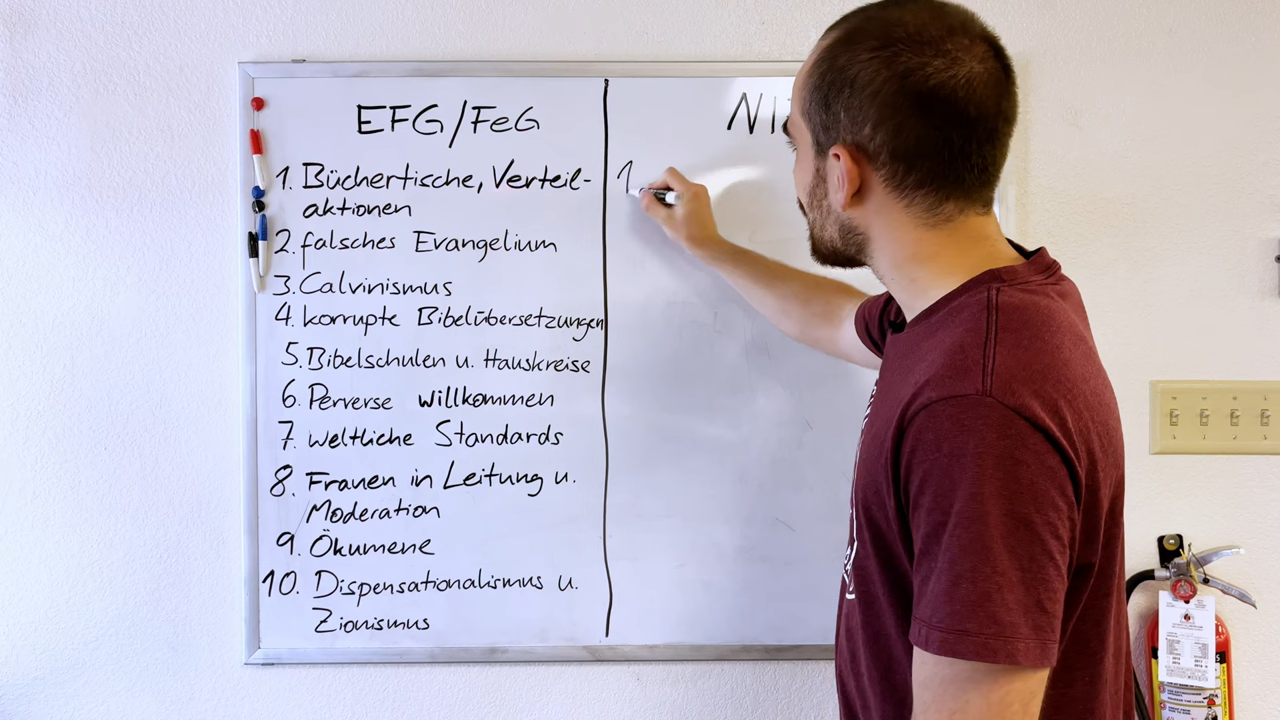 EFG/FeG
1. Büchertische, Verteil-
aktionen
2. falsches Evangelium
3. Calvinismus
4. korrupte Bibelübersetzungen
5. Bibelschulen u. Hauskreise
6. Perverse willkommen
7. weltliche Standards
8. Frauen in Leitung u.
Moderation
9. Ökumene
10. Dispensationalismus u.
Zionismus
1